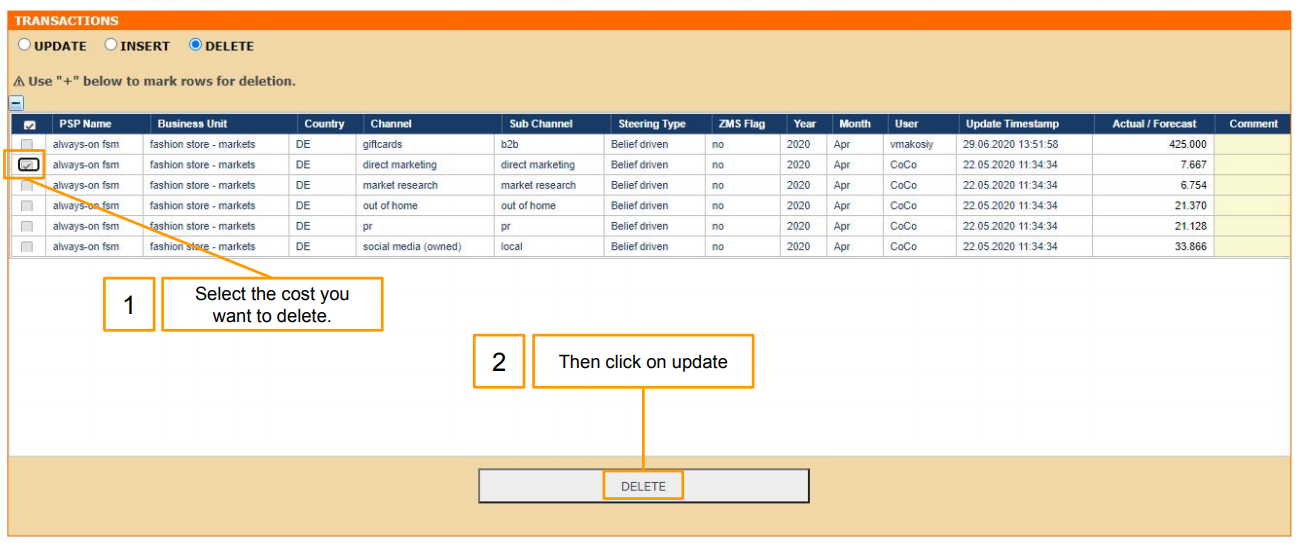 TRANSACTIONS
UPDATE INSERT DELETE
⚠ Use "+" below to mark rows for deletion.
PSP Name Business Unit Country Channel Sub Channel Steering Type ZMS Flag Year Month User Update Timestamp Actual / Forecast Comment
always-on fsm fashion store - markets DE giftcards b2b Belief driven no 2020 Apr vmakosiy 29.06.2020 13:51:58 425.000
always-on fsm fashion store - markets DE direct marketing direct marketing Belief driven no 2020 Apr CoCo 22.05.2020 11:34:34 7.667
always-on fsm fashion store - markets DE market research market research Belief driven no 2020 Apr CoCo 22.05.2020 11:34:34 6.754
always-on fsm fashion store - markets DE out of home out of home Belief driven no 2020 Apr CoCo 22.05.2020 11:34:34 21.370
always-on fsm fashion store - markets DE pr pr Belief driven no 2020 Apr CoCo 22.05.2020 11:34:34 21.128
always-on fsm fashion store - markets DE social media (owned) local Belief driven no 2020 Apr CoCo 22.05.2020 11:34:34 33.866
1
Select the cost you
want to delete.
2
Then click on update
DELETE